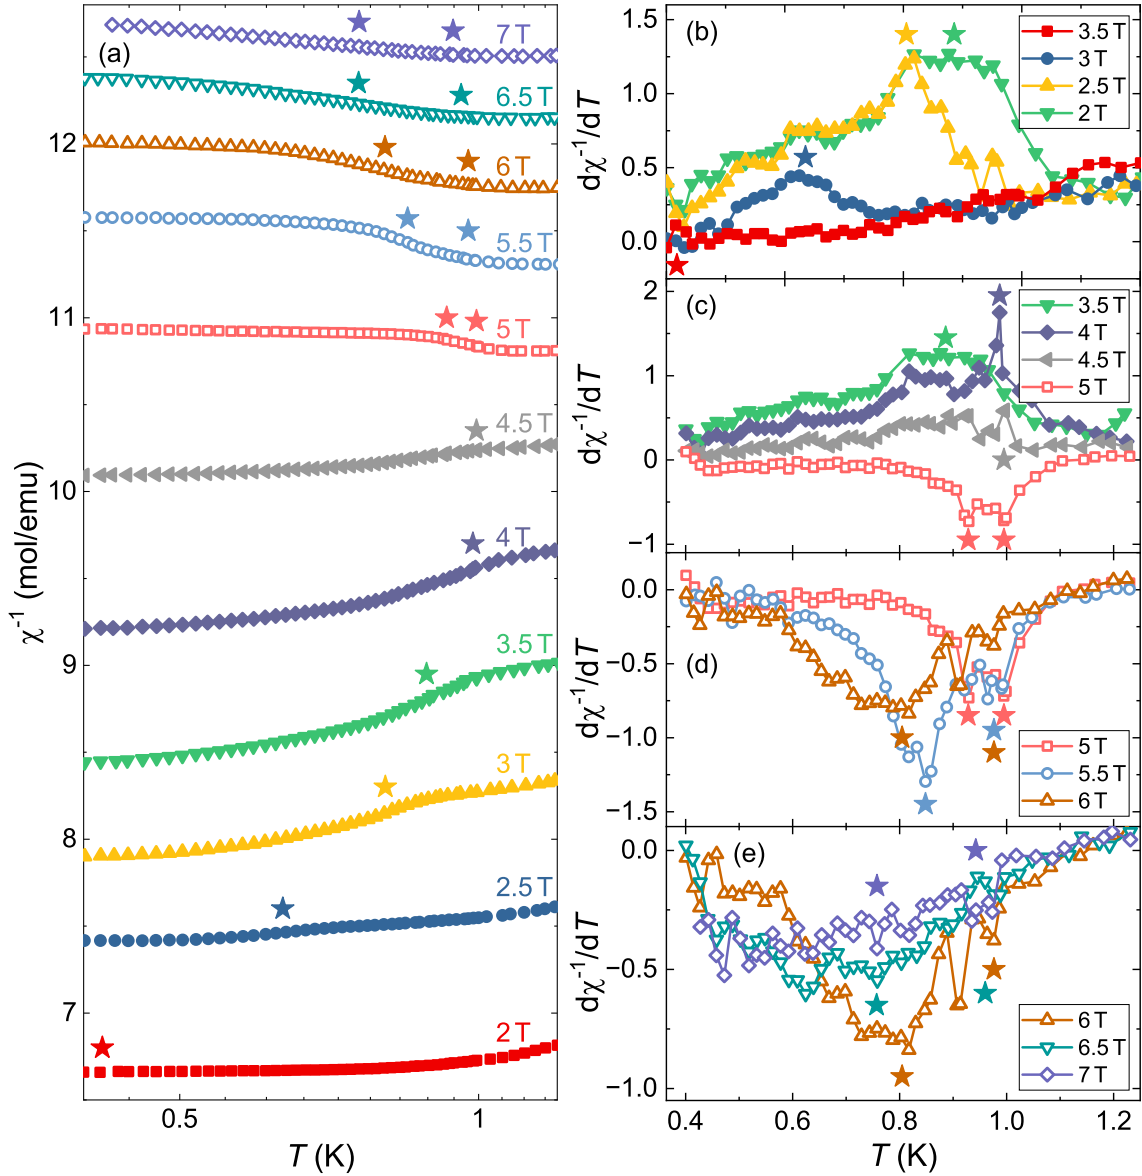 (a)
7 T
6.5 T
6 T
5.5 T
5 T
4.5 T
4 T
3.5 T
3 T
2.5 T
2 T
12
11
10
9
8
7
χ⁻¹ (mol/emu)
0.5
1
T (K)
(b)
3.5 T
3 T
2.5 T
2 T
1.5
1.0
0.5
0.0
dχ⁻¹/dT
(c)
3.5 T
4 T
4.5 T
5 T
2
1
0
−1
dχ⁻¹/dT
(d)
5 T
5.5 T
6 T
0.0
−0.5
−1.0
−1.5
dχ⁻¹/dT
(e)
6 T
6.5 T
7 T
0.0
−0.5
−1.0
dχ⁻¹/dT
0.4
0.6
0.8
1.0
1.2
T (K)